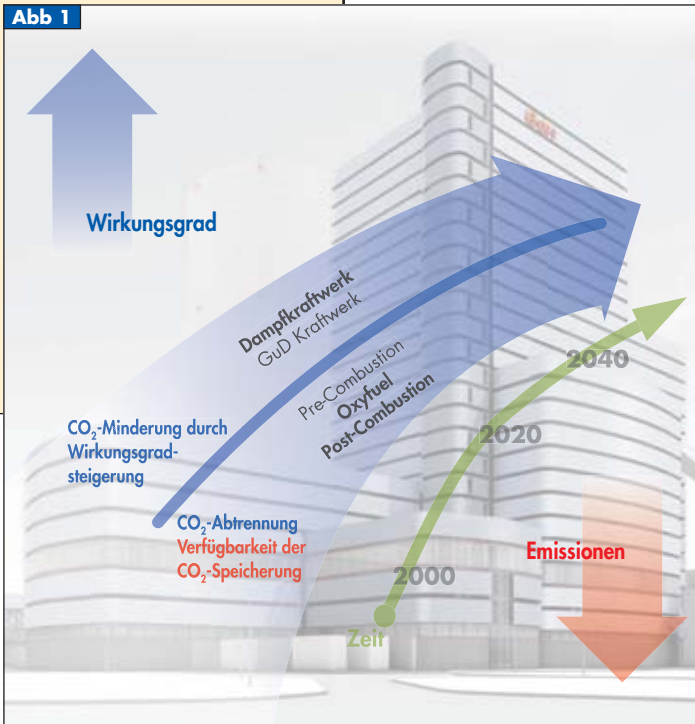 Abb 1
Wirkungsgrad
Dampfkraftwerk
GuD Kraftwerk
Pre-Combustion
Oxyfuel
Post-Combustion
CO₂-Minderung durch
Wirkungsgrad-
steigerung
CO₂-Abtrennung
Verfügbarkeit der
CO₂-Speicherung
2040
2020
2000
Zeit
Emissionen